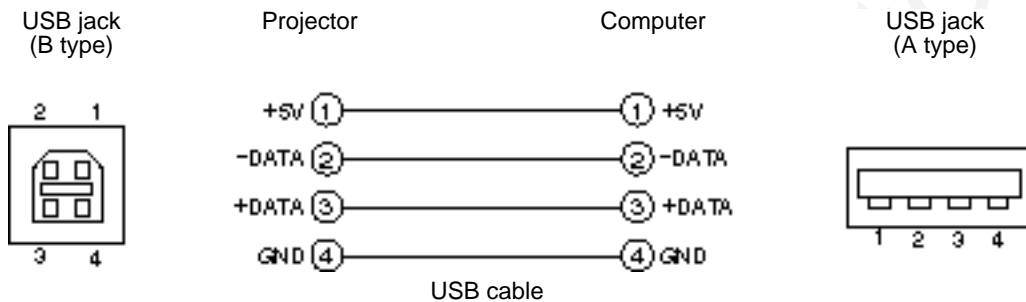 USB jack
(B type)
Projector
Computer
USB jack
(A type)
2 1
3 4
+5V 1 1 +5V
-DATA 2 2 -DATA
+DATA 3 3 +DATA
GND 4 4 GND
USB cable
1 2 3 4